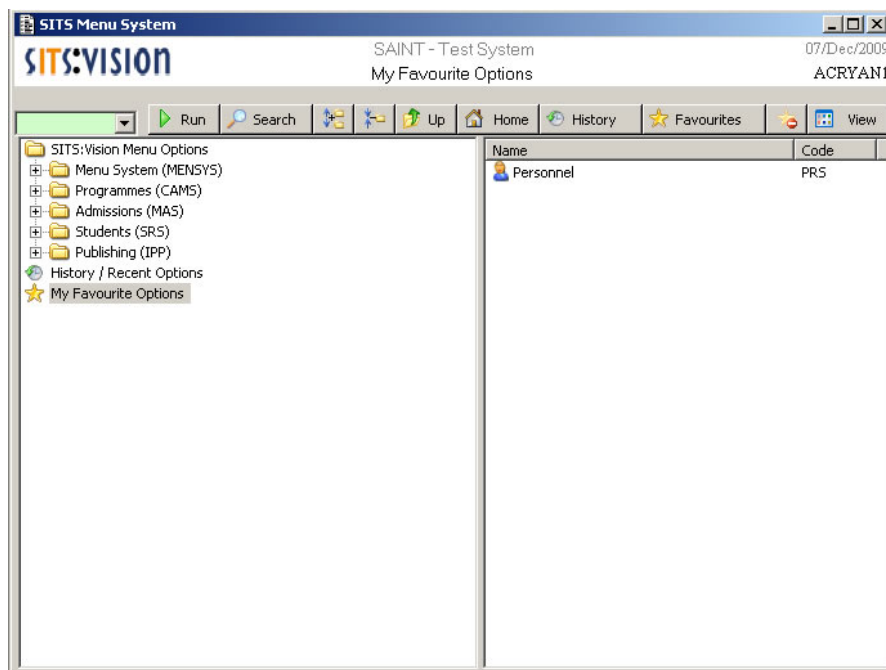 SITS Menu System
SITS:VISION
SAINT - Test System
07/Dec/2009
My Favourite Options
ACRYAN1
Run Search Up Home History Favourites View
SITS:Vision Menu Options
Menu System (MENSYS)
Programmes (CAMS)
Admissions (MAS)
Students (SRS)
Publishing (IPP)
History / Recent Options
My Favourite Options
Name Code
Personnel PRS